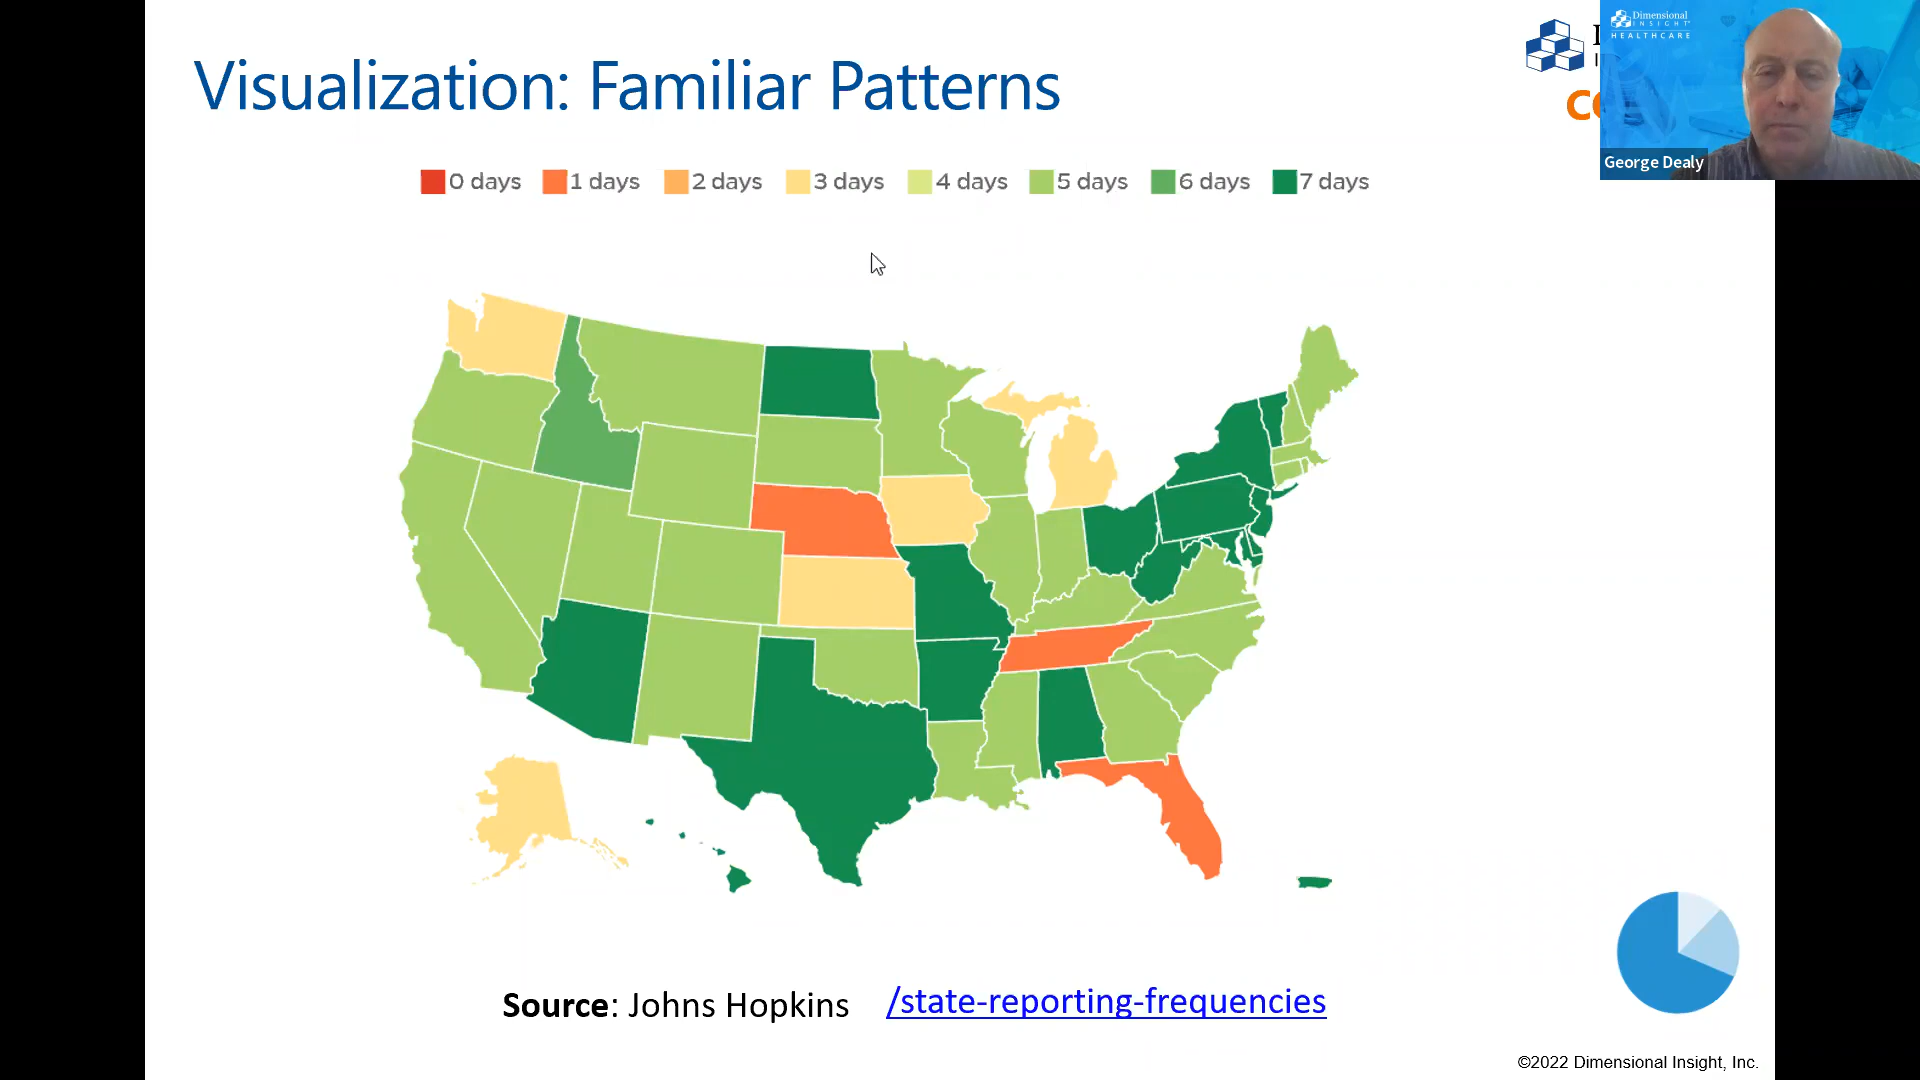 Visualization: Familiar Patterns
Dimensional
INSIGHT
HEALTHCARE
George Dealy
0 days 1 days 2 days 3 days 4 days 5 days 6 days 7 days
Source: Johns Hopkins /state-reporting-frequencies
©2022 Dimensional Insight, Inc.